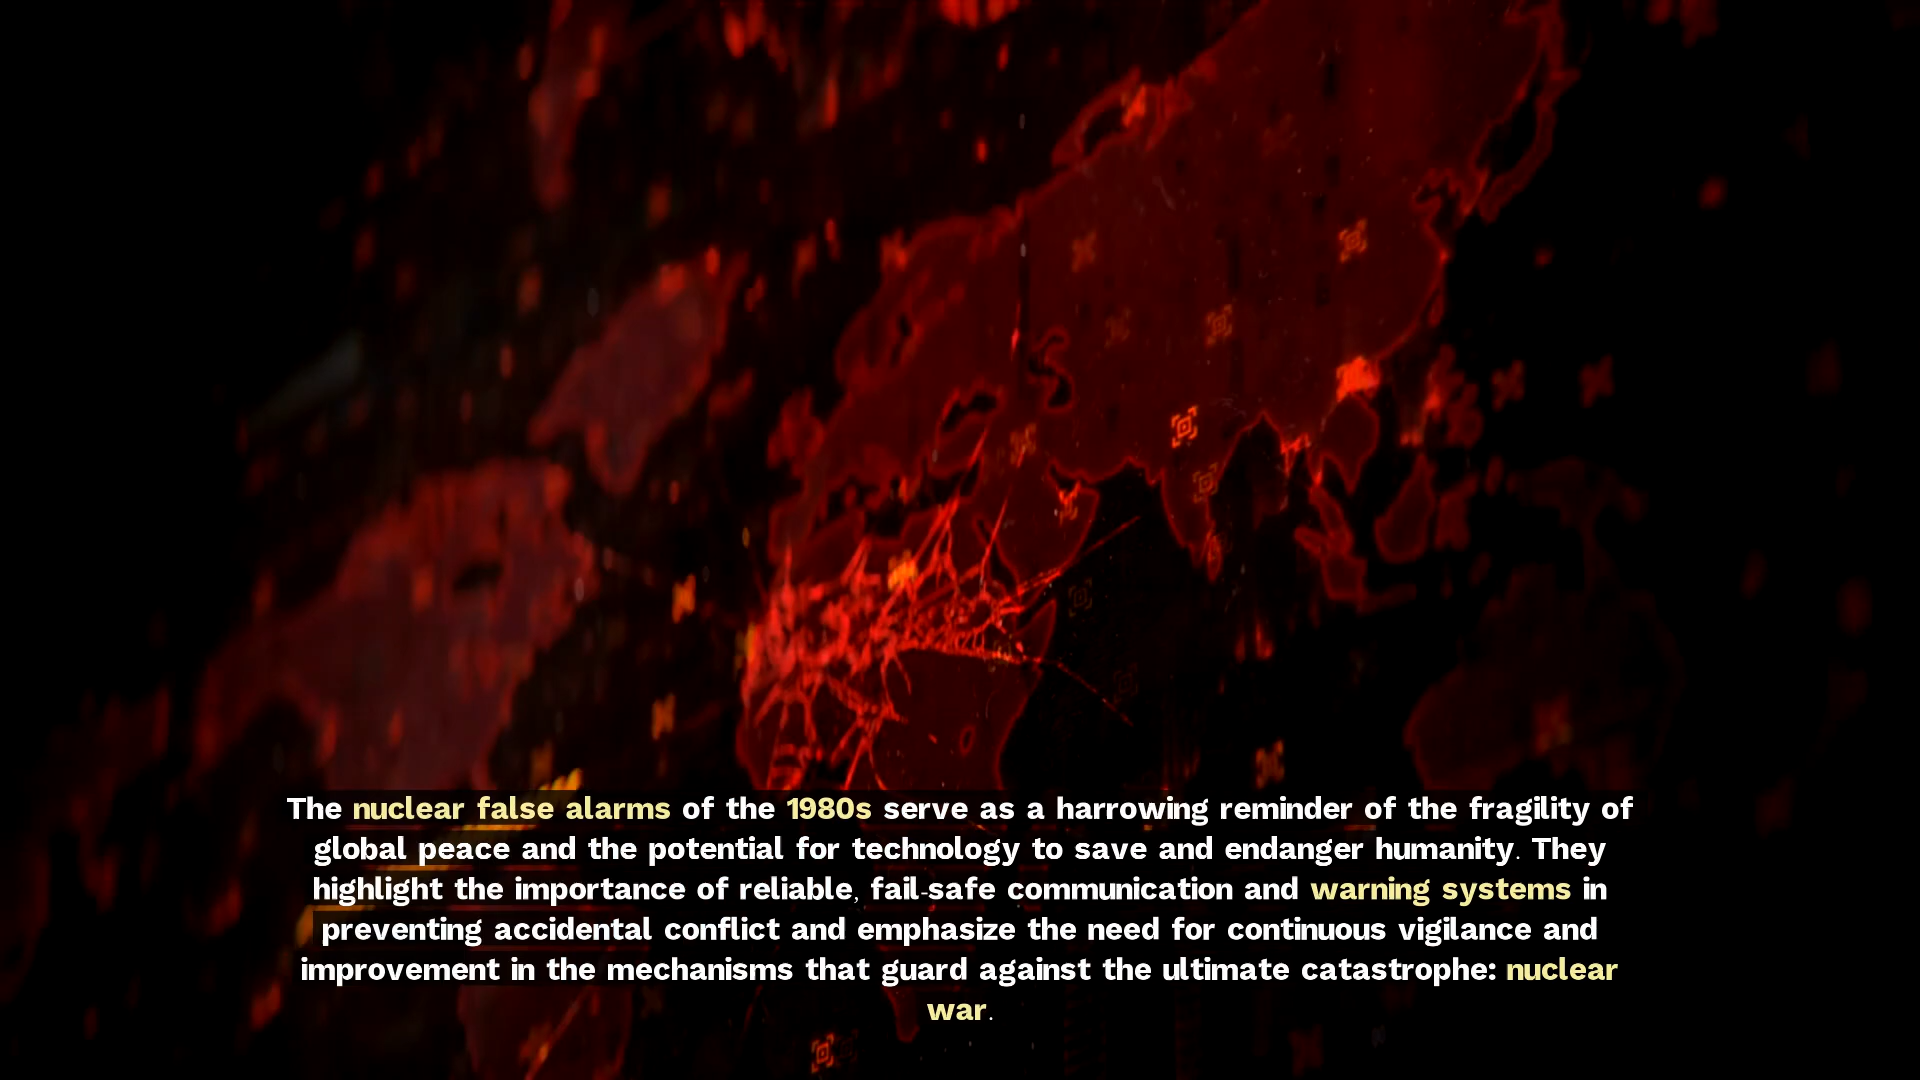 The nuclear false alarms of the 1980s serve as a harrowing reminder of the fragility of
global peace and the potential for technology to save and endanger humanity. They
highlight the importance of reliable, fail-safe communication and warning systems in
preventing accidental conflict and emphasize the need for continuous vigilance and
improvement in the mechanisms that guard against the ultimate catastrophe: nuclear
war.